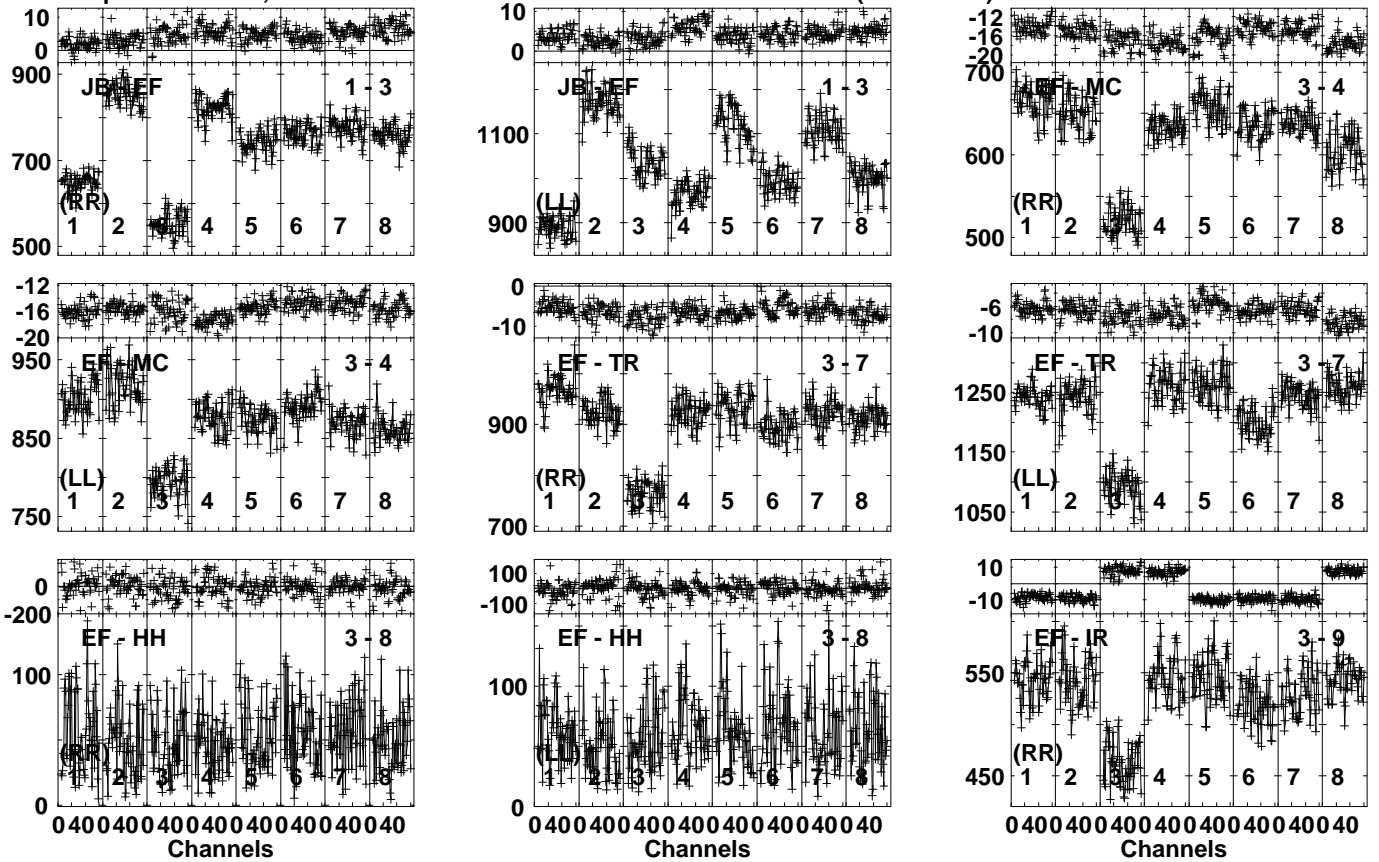 10 10 -12
0 0 -16
-20
900 JB - EF 1 - 3 JB - EF 1 - 3 700 EF - MC 3 - 4
1100
700 600
(RR) (LL) (RR)
1 2 3 4 5 6 7 8 900 1 2 3 4 5 6 7 8 1 2 3 4 5 6 7 8
500 500
-12 0
-16 -10 -6
-20 -10
950 EF - MC 3 - 4 EF - TR 3 - 7 EF - TR 3 - 7
900 1250
850 1150
(LL) (RR) (LL)
1 2 3 4 5 6 7 8 1 2 3 4 5 6 7 8 1 2 3 4 5 6 7 8
750 700 1050
0 100 10
-200 -100 -10
EF - HH 3 - 8 EF - HH 3 - 8 EF - IR 3 - 9
100 100 550
(RR) (LL) (RR)
1 2 3 4 5 6 7 8 1 2 3 4 5 6 7 8 450 1 2 3 4 5 6 7 8
0 0
0 40 0 40 0 40 0 40 0 40 0 40 0 40 0 40 0 40 0 40 0 40 0 40 0 40 0 40 0 40 0 40 0 40 0 40 0 40 0 40 0 40 0 40 0 40 0 40
Channels Channels Channels